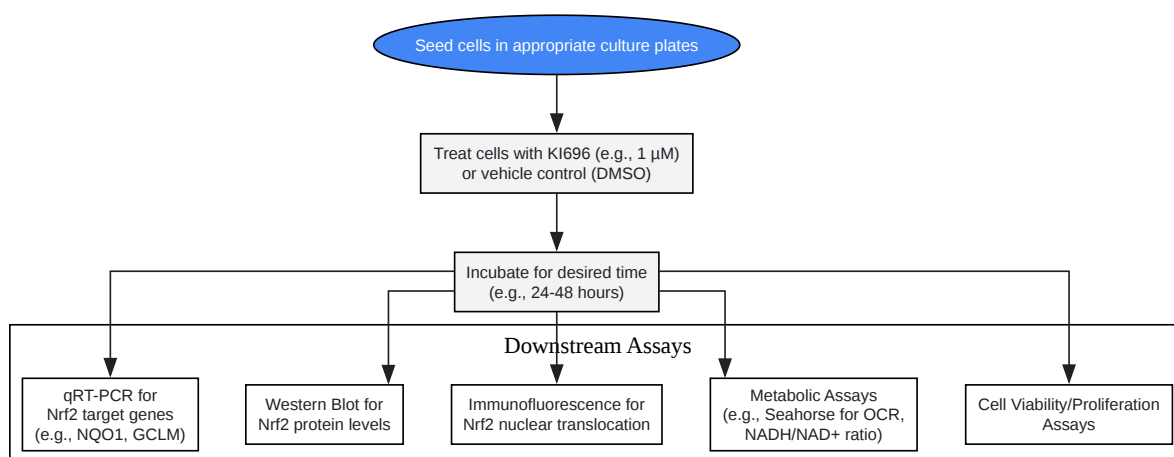 Seed cells in appropriate culture plates
Treat cells with KI696 (e.g., 1 µM)
or vehicle control (DMSO)
Incubate for desired time
(e.g., 24-48 hours)
Downstream Assays
qRT-PCR for
Nrf2 target genes
(e.g., NQO1, GCLM)
Western Blot for
Nrf2 protein levels
Immunofluorescence for
Nrf2 nuclear translocation
Metabolic Assays
(e.g., Seahorse for OCR,
NADH/NAD+ ratio)
Cell Viability/Proliferation
Assays